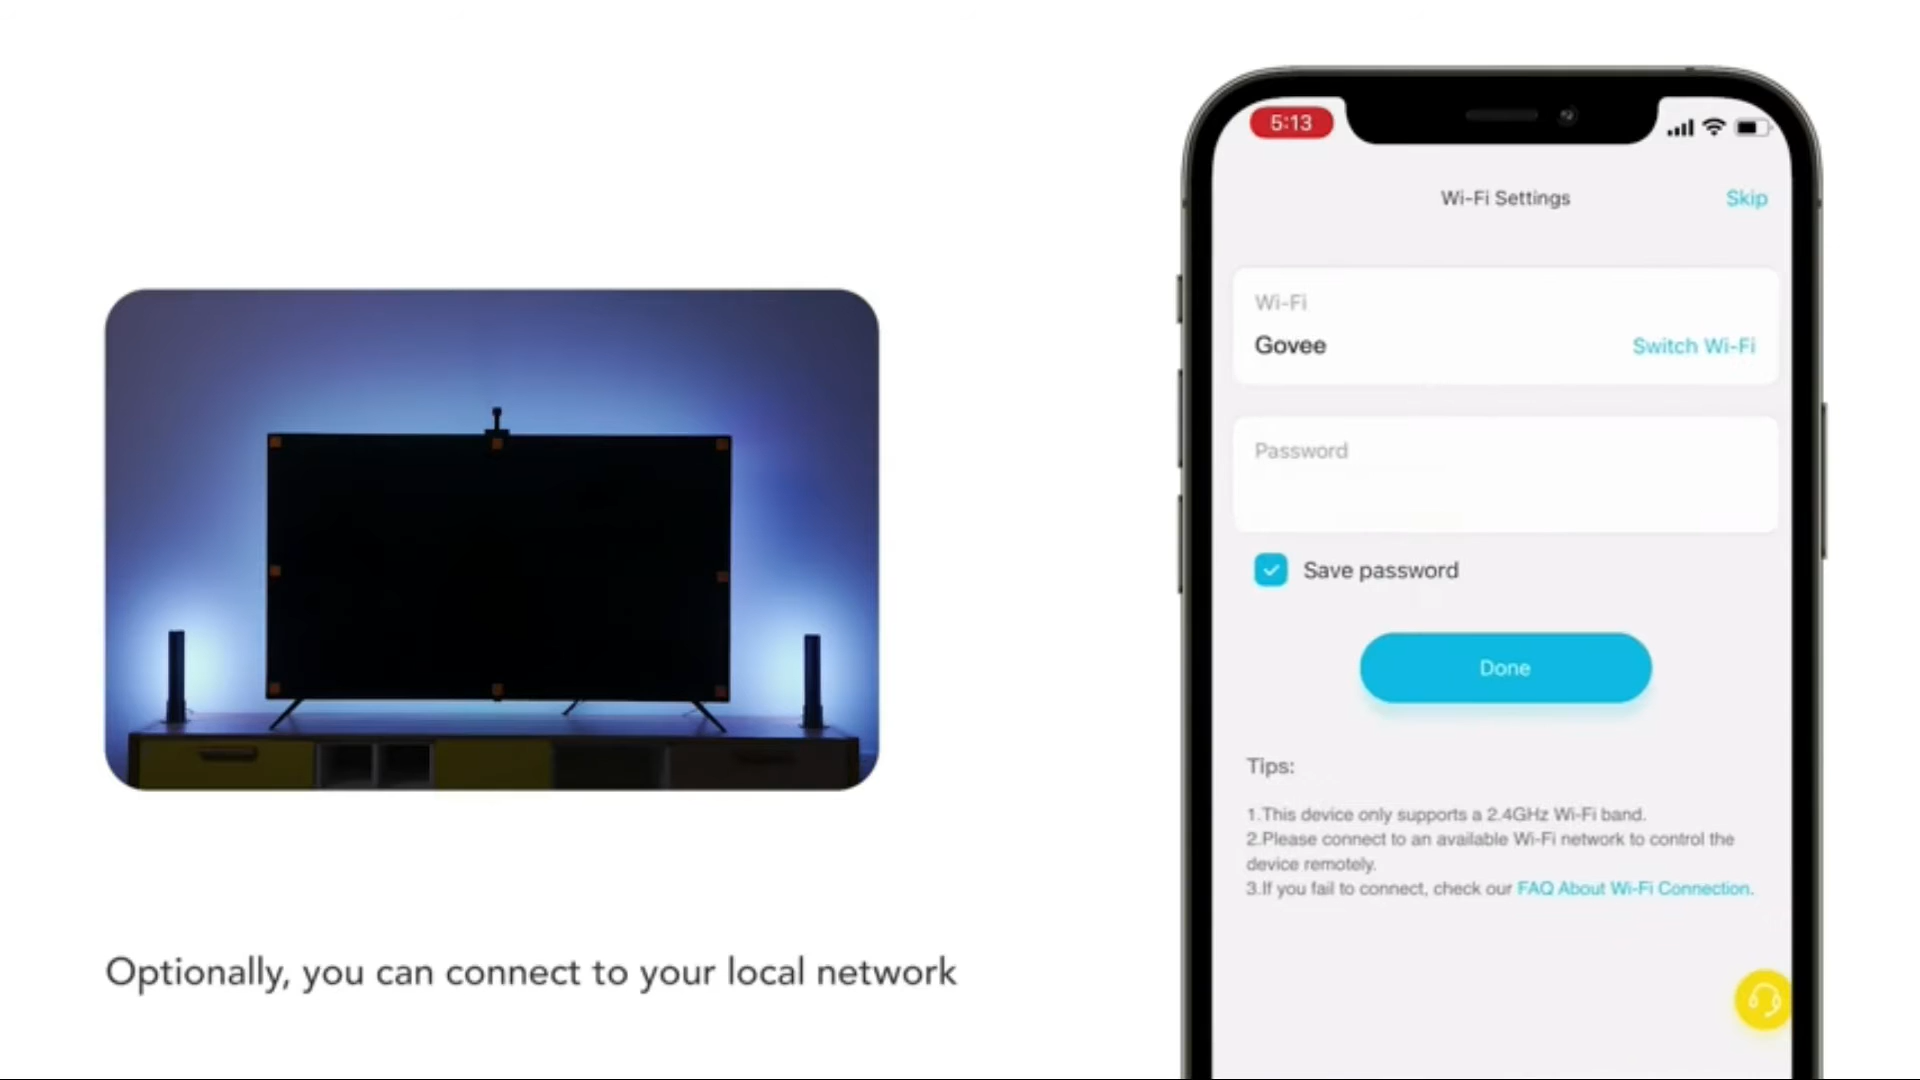 5:13
Wi-Fi Settings
Skip
Wi-Fi
Govee
Switch Wi-Fi
Password
Save password
Done
Tips:
1.This device only supports a 2.4GHz Wi-Fi band.
2.Please connect to an available Wi-Fi network to control the
device remotely.
3.If you fail to connect, check our FAQ About Wi-Fi Connection.
Optionally, you can connect to your local network